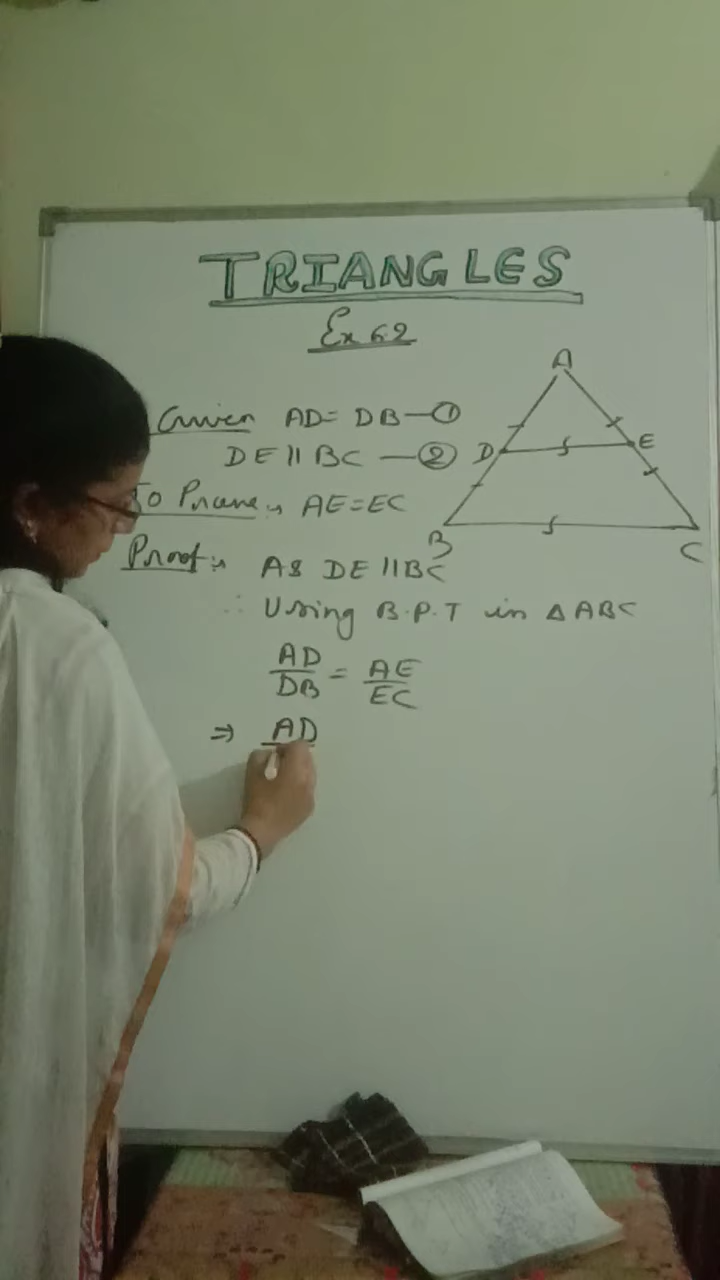 TRIANGLES
Ex 6.2
Given AD = DB — ①
DE || BC — ②
To Prove :, AE = EC
Proof :, As DE || BC
∴ Using B.P.T in △ABC
AD/DB = AE/EC
⇒ AD
A
D
E
B
C